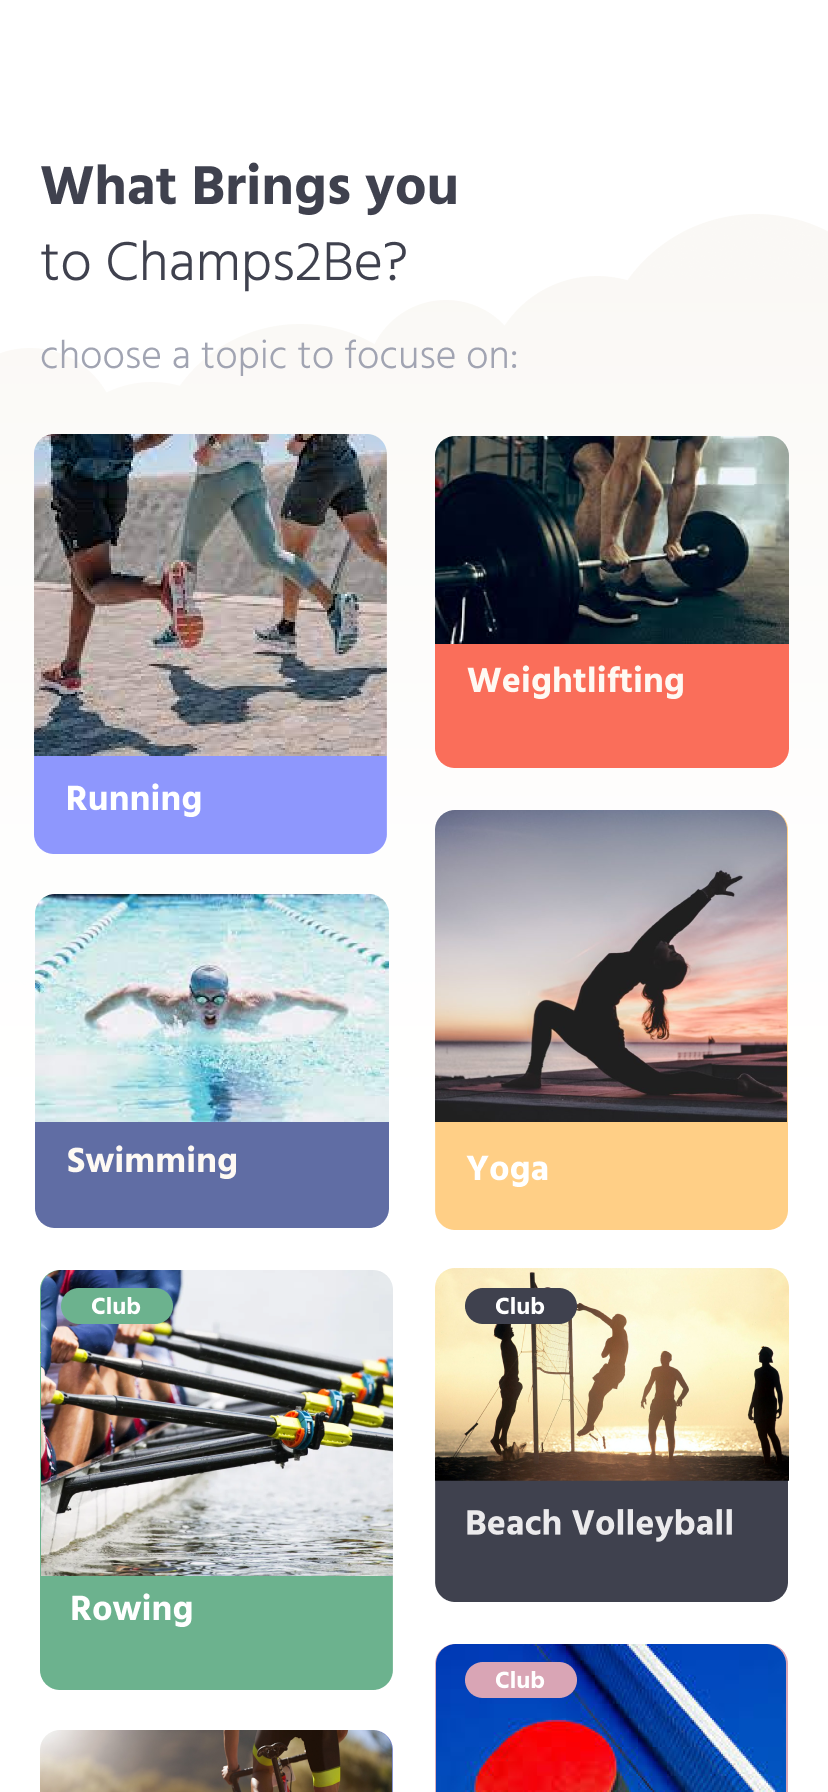 What Brings you
to Champs2Be?
choose a topic to focuse on:
Running
Weightlifting
Swimming
Yoga
Club
Rowing
Club
Beach Volleyball
Club